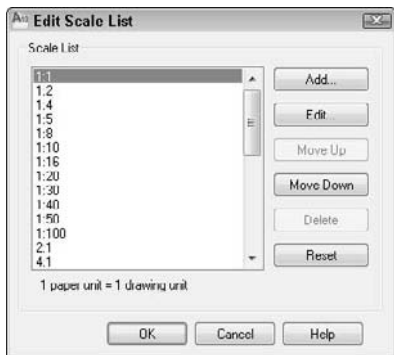 Edit Scale List
Scale List
1:1
1:2
1:4
1:5
1:8
1:10
1:16
1:20
1:30
1:40
1:50
1:100
2:1
4:1
Add...
Edit...
Move Up
Move Down
Delete
Reset
1 paper unit = 1 drawing unit
OK
Cancel
Help